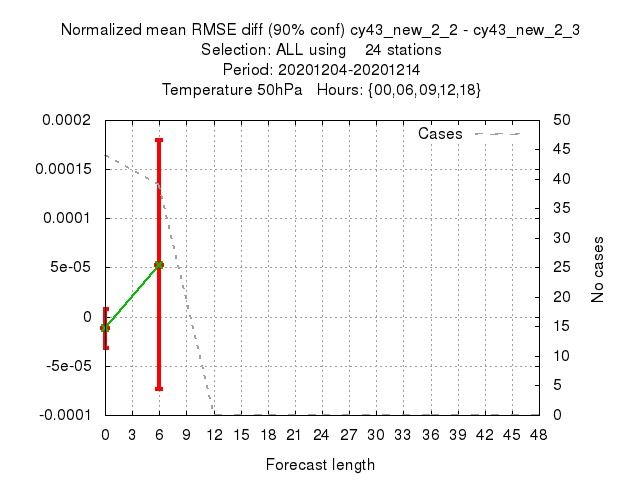 Normalized mean RMSE diff (90% conf) cy43_new_2_2 - cy43_new_2_3
Selection: ALL using    24 stations
Period: 20201204-20201214
Temperature 50hPa   Hours: {00,06,09,12,18}
Cases
0.0002
0.00015
0.0001
5e-05
0
-5e-05
-0.0001
50
45
40
35
30
25
20
15
10
5
0
No cases
0 3 6 9 12 15 18 21 24 27 30 33 36 39 42 45 48
Forecast length